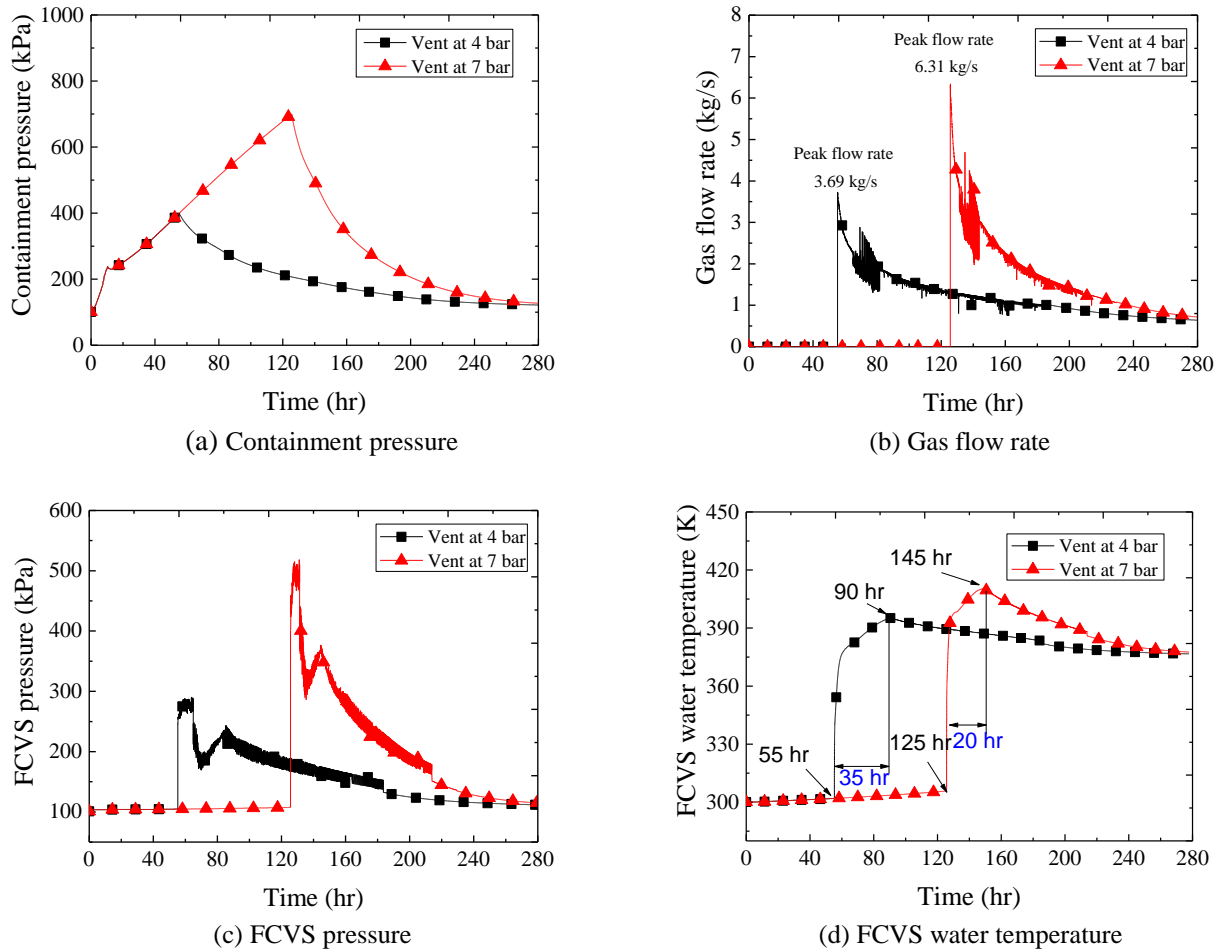 1000
800
600
400
200
0
Containment pressure (kPa)
Vent at 4 bar
Vent at 7 bar
0 40 80 120 160 200 240 280
Time (hr)
(a) Containment pressure
8
7
6
5
4
3
2
1
0
Gas flow rate (kg/s)
Peak flow rate
6.31 kg/s
Peak flow rate
3.69 kg/s
Vent at 4 bar
Vent at 7 bar
0 40 80 120 160 200 240 280
Time (hr)
(b) Gas flow rate
600
500
400
300
200
100
0
FCVS pressure (kPa)
Vent at 4 bar
Vent at 7 bar
0 40 80 120 160 200 240 280
Time (hr)
(c) FCVS pressure
450
420
390
360
330
300
FCVS water temperature (K)
Vent at 4 bar
Vent at 7 bar
145 hr
90 hr
125 hr
20 hr
55 hr
35 hr
0 40 80 120 160 200 240 280
Time (hr)
(d) FCVS water temperature